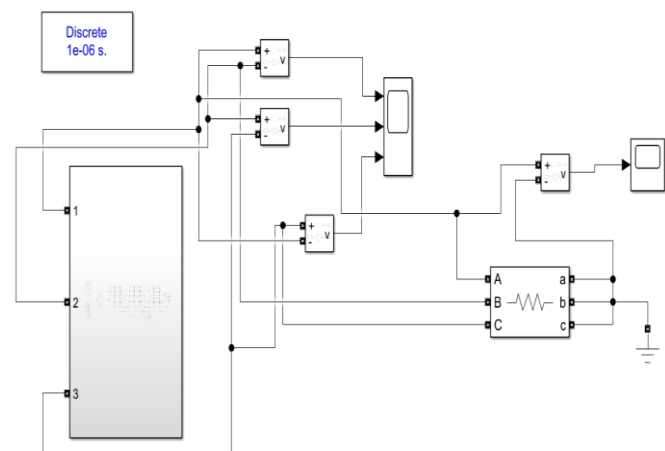 Discrete
1e-06 s.
+
-
v
+
-
v
+
-
v
+
-
v
1
2
3
A
B
C
a
b
c